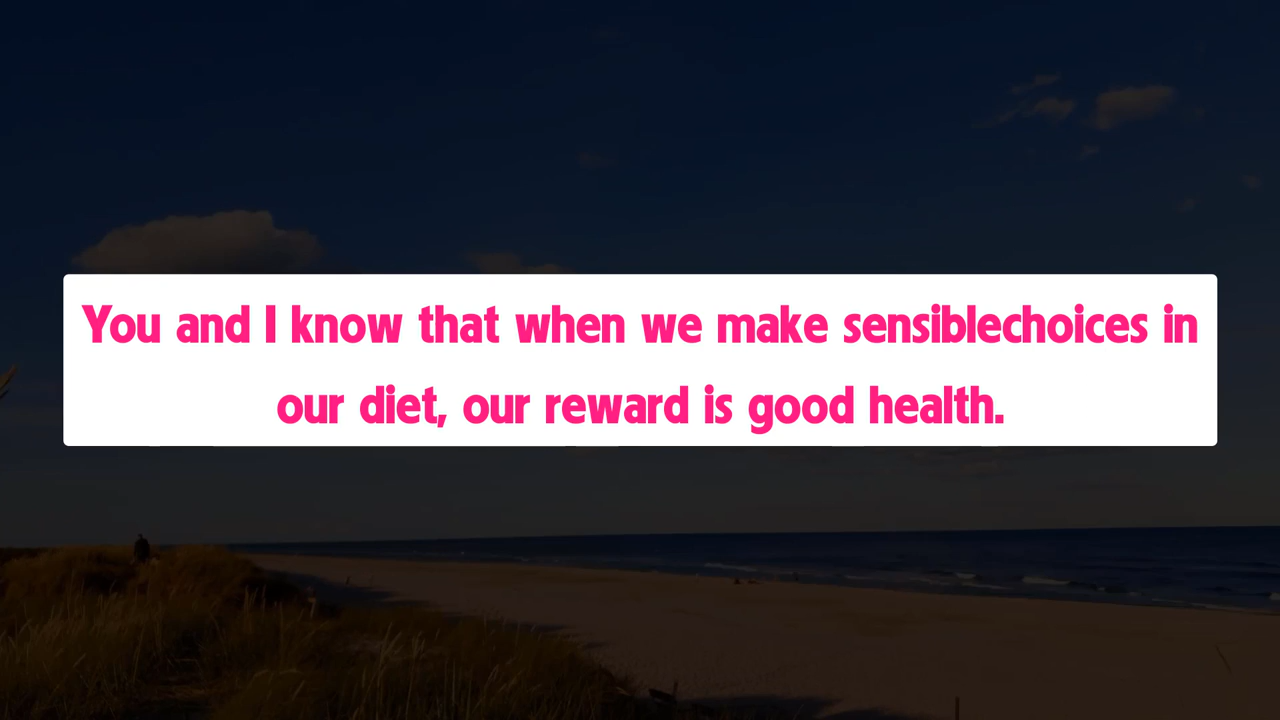 You and I know that when we make sensiblechoices in
our diet, our reward is good health.